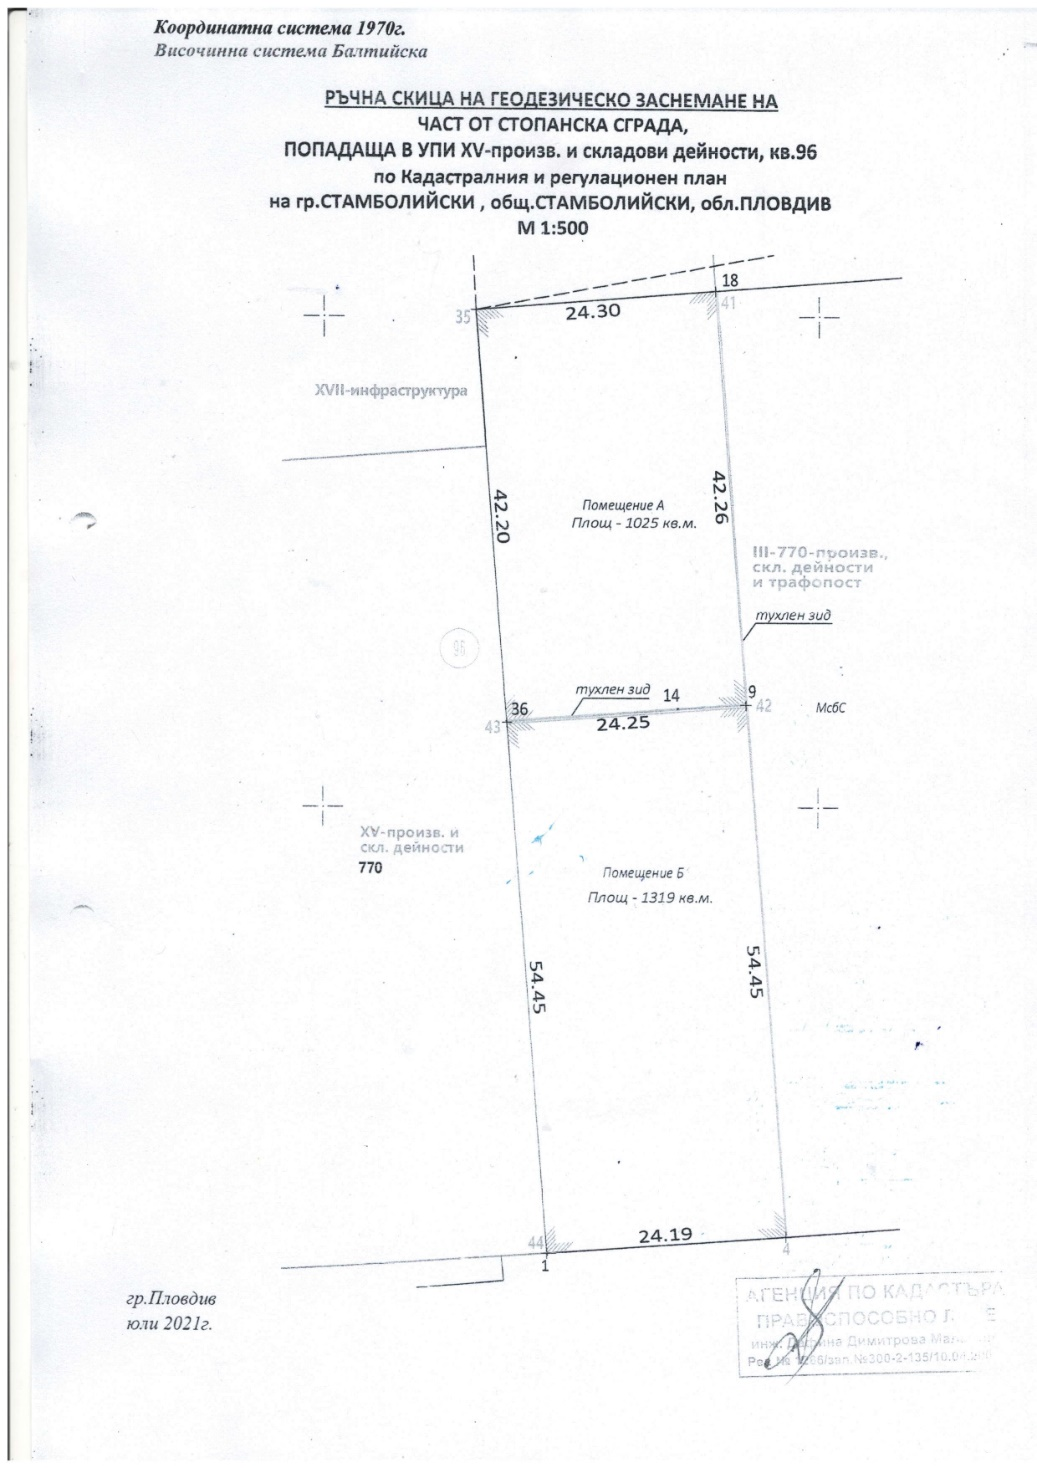 Координатна система 1970г.
Височинна система Балтийска
РЪЧНА СКИЦА НА ГЕОДЕЗИЧЕСКО ЗАСНЕМАНЕ НА
ЧАСТ ОТ СТОПАНСКА СГРАДА,
ПОПАДАЩА В УПИ XV-произв. и складови дейности, кв.96
по Кадастралния и регулационен план
на гр.СТАМБОЛИЙСКИ , общ.СТАМБОЛИЙСКИ, обл.ПЛОВДИВ
М 1:500
18
35
41
24.30
XVII-инфраструктура
42.20
42.26
Помещение А
Площ - 1025 кв.м.
III-770-произв.,
скл. дейности
и трафопост
тухлен зид
96
тухлен зид
14
9
36
42
43
24.25
МсбС
XV-произв. и
скл. дейности
770
Помещение Б
Площ - 1319 кв.м.
54.45
54.45
44
24.19
4
1
гр.Пловдив
юли 2021г.
АГЕНЦИЯ ПО КАДАСТЪРА
ПРАВОСПОСОБНО
инж. Димитрова